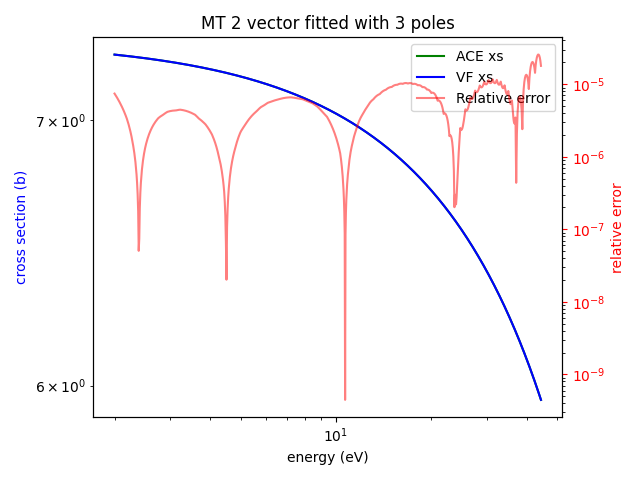 MT 2 vector fitted with 3 poles
ACE xs
VF xs
Relative error
7 × 10⁰
6 × 10⁰
cross section (b)
10⁻⁵
10⁻⁶
10⁻⁷
10⁻⁸
10⁻⁹
relative error
10¹
energy (eV)